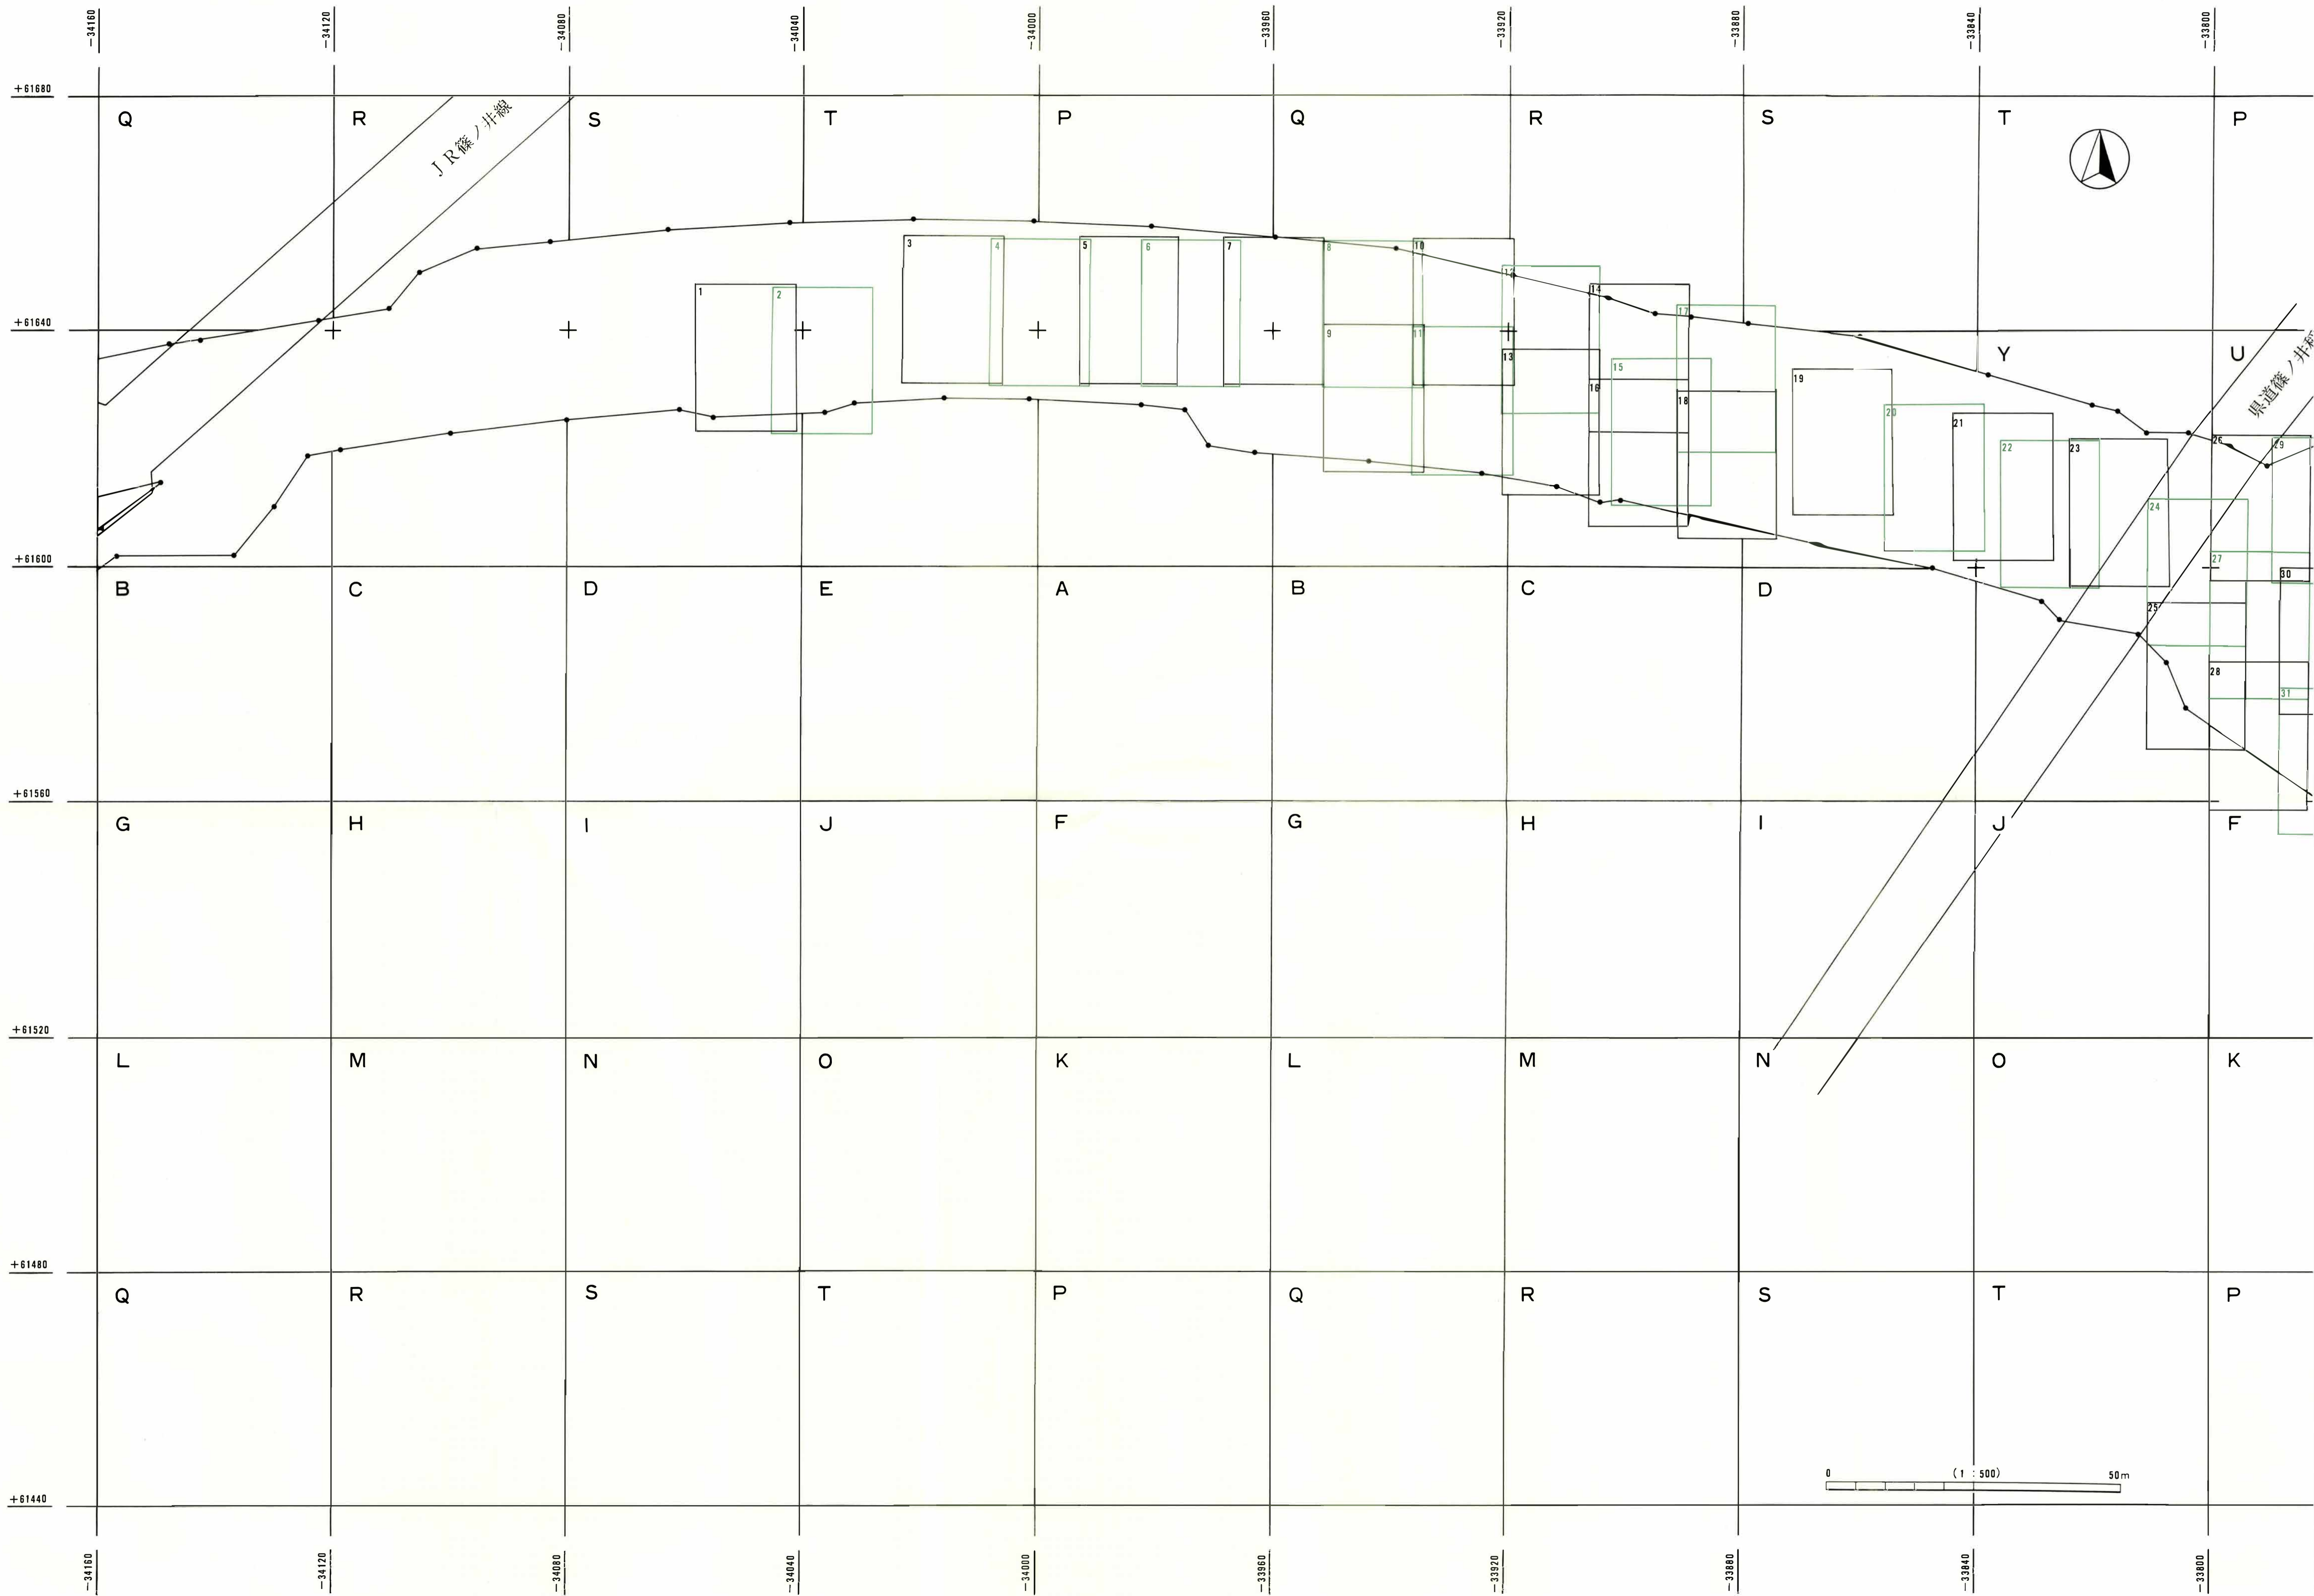 −34160 −34120 −34080 −34040 −34000 −33960 −33920 −33880 −33840 −33800
+61680
Q R S T P Q R S T P
JR篠ノ井線
3 4 5 6 7 8 10
12
1 2 14
17
+61640
9 11
13 15 Y U
16 19
18 20
県道篠ノ井
21 26 29
22 23
24
+61600
27
B C D E A B C D 30
25
28
31
+61560
G H I J F G H I J F
+61520
L M N O K L M N O K
+61480
Q R S T P Q R S T P
0 (1:500) 50m
+61440
−34160 −34120 −34080 −34040 −34000 −33960 −33920 −33880 −33840 −33800